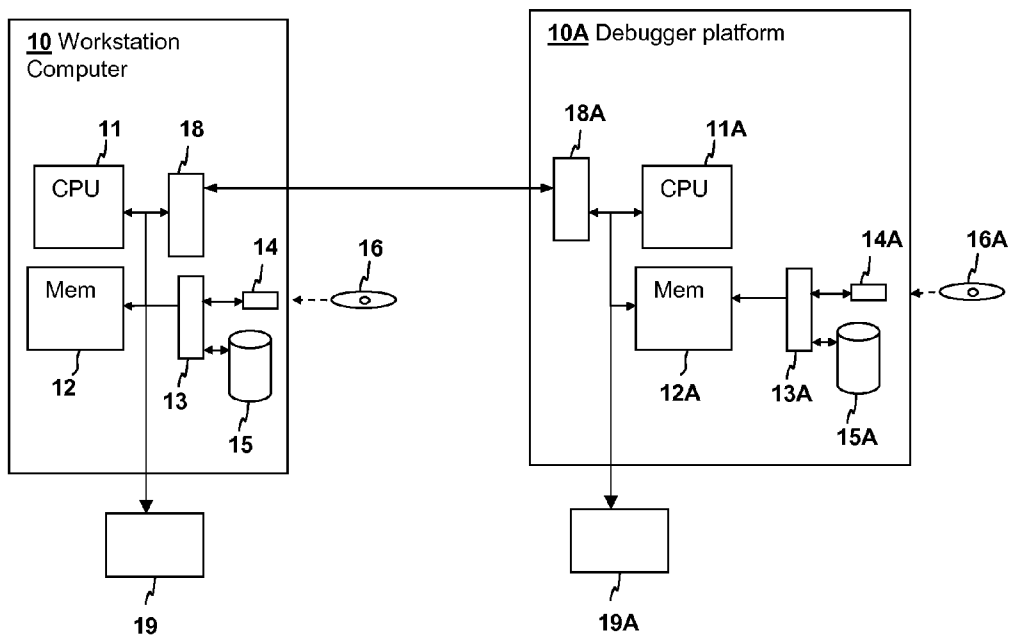 10 Workstation
Computer
10A Debugger platform
11
18
18A
11A
CPU
CPU
14
16
14A
16A
Mem
Mem
12
13
15
12A
13A
15A
19
19A